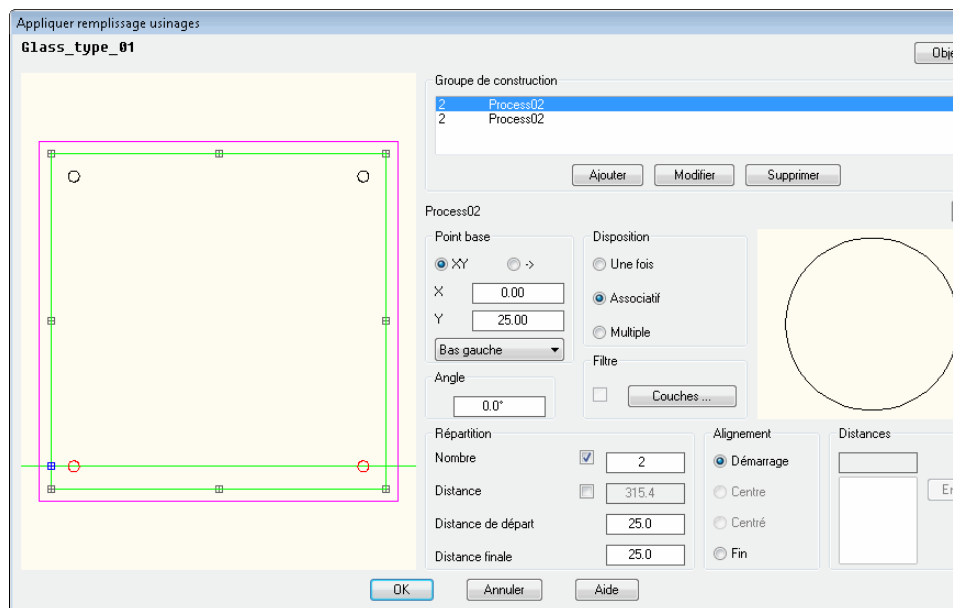 Appliquer remplissage usinages
Glass_type_01
Obje
Groupe de construction
2 Process02
2 Process02
Ajouter Modifier Supprimer
Process02
Point base
XY ->
X 0.00
Y 25.00
Bas gauche
Disposition
Une fois
Associatif
Multiple
Angle
0.0°
Filtre
Couches ...
Répartition
Nombre 2
Distance 315.4
Distance de départ 25.0
Distance finale 25.0
Alignement
Démarrage
Centre
Centré
Fin
Distances
En
OK Annuler Aide